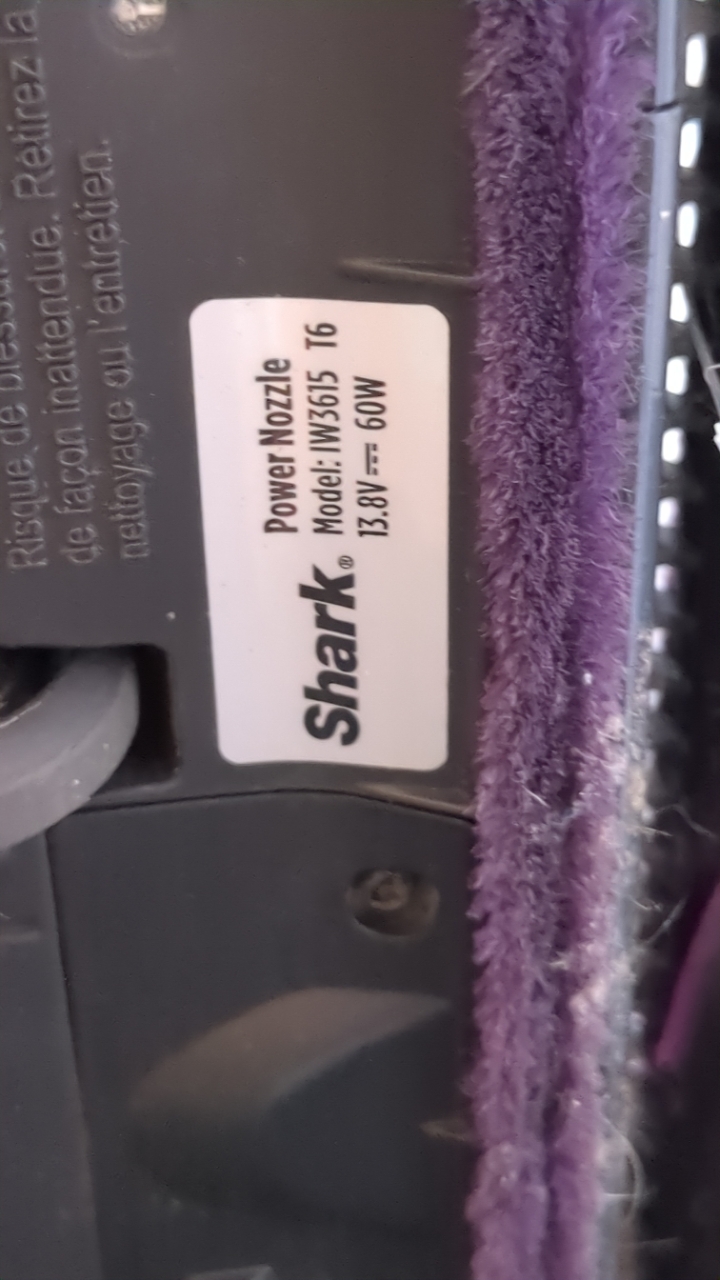 Risque de
de façon inattendue. Retirez la
nettoyage ou l'entretien.
Shark®
Power Nozzle
Model: IW3615 T6
13.8V⎓ 60W